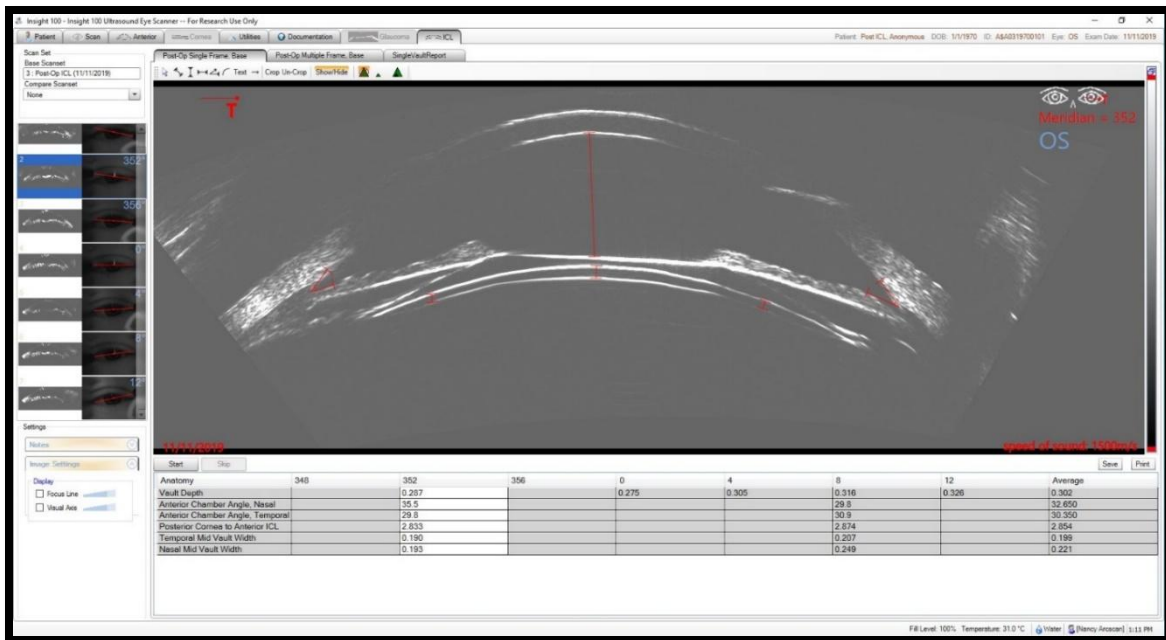 Insight 100 - Insight 100 Ultrasound Eye Scanner -- For Research Use Only
Patient Scan Anterior Cornea Utilities Documentation Glaucoma ICL
Patient: Post ICL, Anonymous DOB: 1/1/1970 ID: A&A0319700101 Eye: OS Exam Date: 11/11/2019
Scan Set
Base Scanset
3 : Post-Op ICL (11/11/2019)
Compare Scanset
None
Post-Op Single Frame, Base Post-Op Multiple Frame, Base SingleVaultReport
Text Crop Un-Crop Show/Hide
T
Meridian = 352
OS
2 352°
356°
0°
4°
8°
12°
11/11/2019
speed of sound: 1500m/s
Settings
Notes
Image Settings
Display
Focus Line
Visual Axis
Start Stop Save Print
Anatomy 348 352 356 0 4 8 12 Average
Vault Depth 0.287 0.275 0.305 0.316 0.326 0.302
Anterior Chamber Angle, Nasal 35.5 29.8 32.650
Anterior Chamber Angle, Temporal 29.8 30.9 30.350
Posterior Cornea to Anterior ICL 2.833 2.874 2.854
Temporal Mid Vault Width 0.190 0.207 0.199
Nasal Mid Vault Width 0.193 0.249 0.221
Fill Level: 100% Temperature: 31.0 °C Water [Nancy Arcscan] 1:11 PM